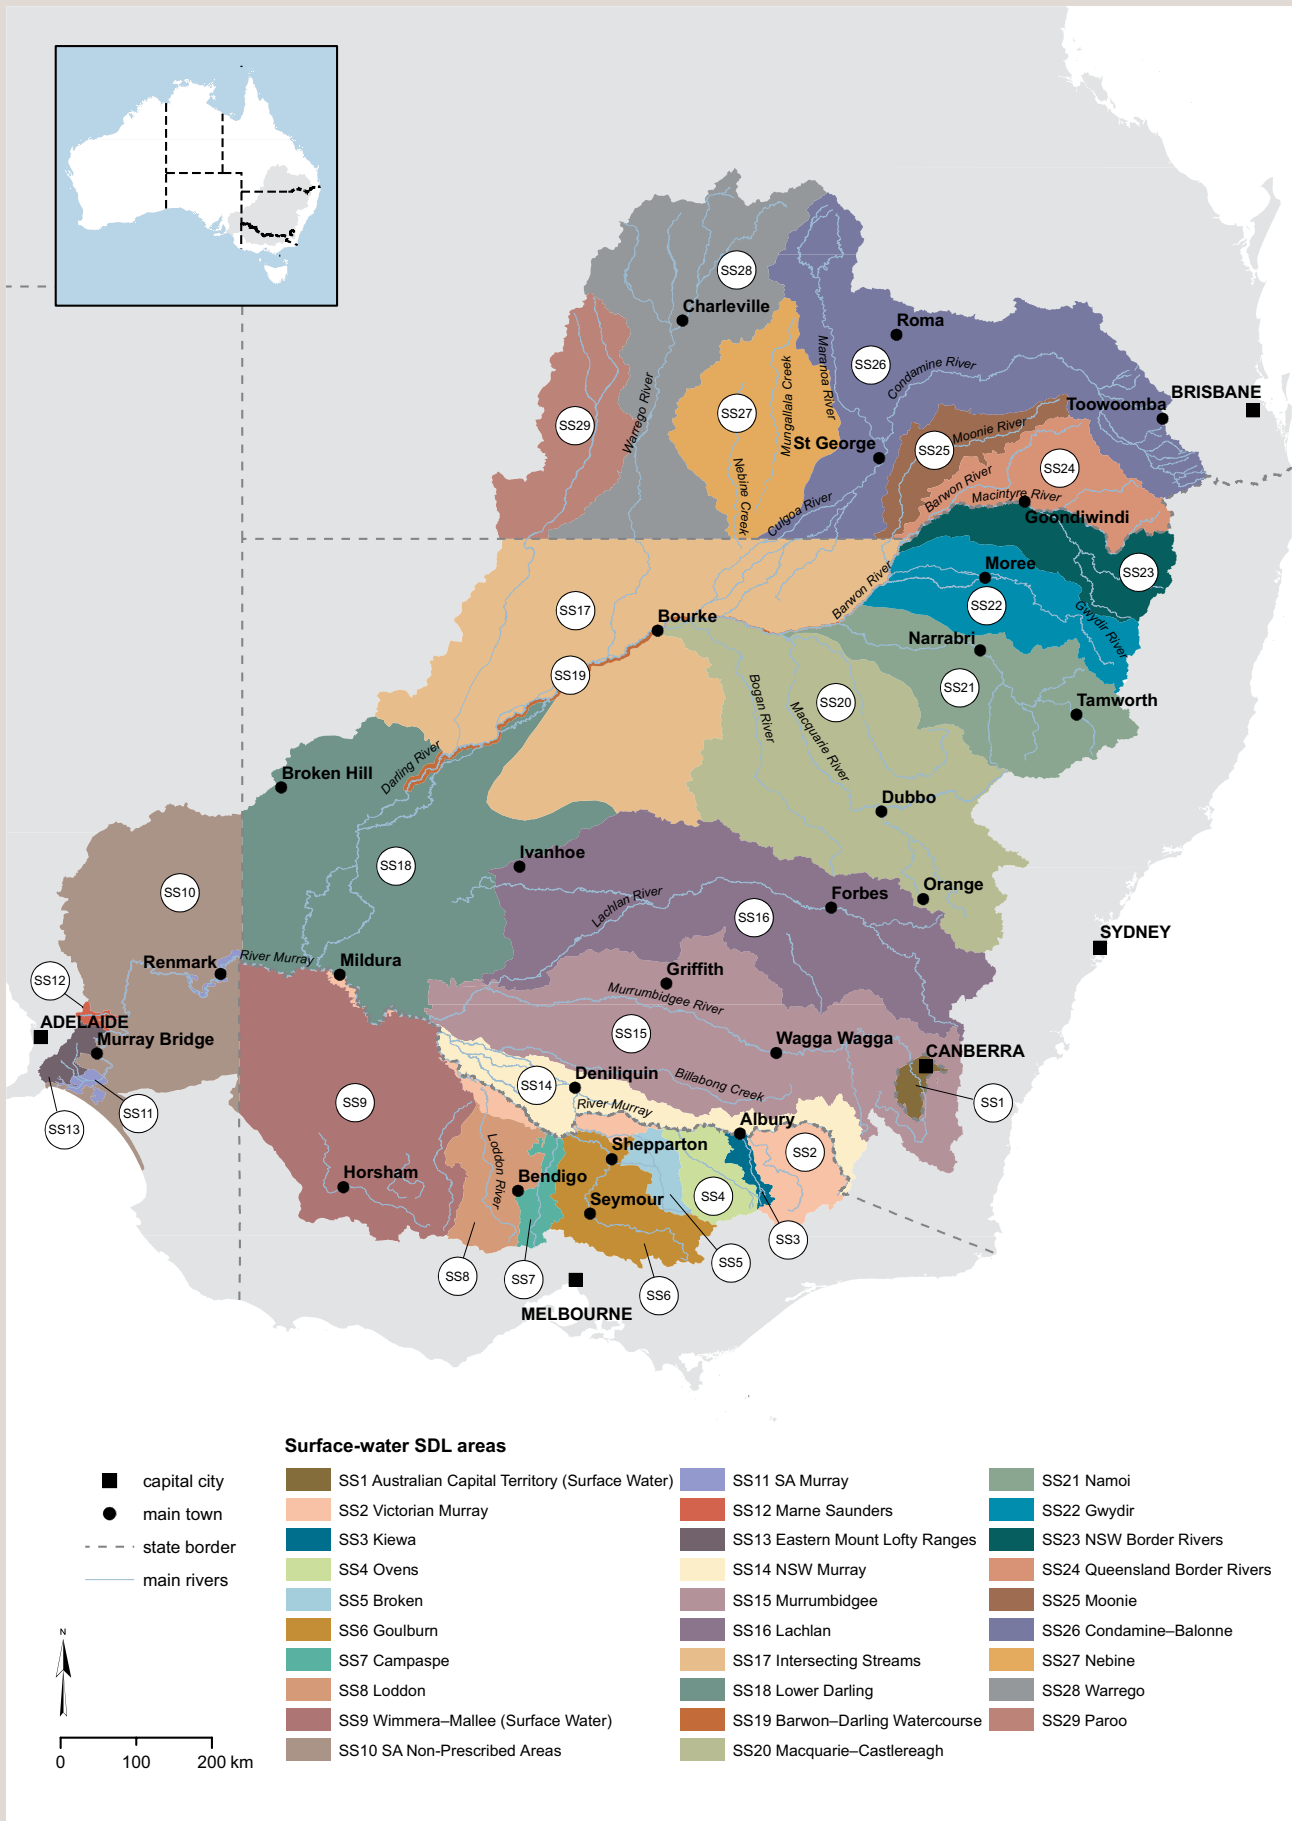 SS28
Charleville
Roma
Maranoa River
SS26
Condamine River
Mungallala Creek
Warrego River
BRISBANE
Toowoomba
SS27
SS29
Moonie River
St George
SS25
SS24
Nebine Creek
Barwon River
Macintyre River
Culgoa River
Goondiwindi
Moree
SS23
Barwon River
SS17
SS22
Bourke
Gwydir River
Narrabri
SS19
SS21
Bogan River
SS20
Tamworth
Macquarie River
Darling River
Broken Hill
Dubbo
Ivanhoe
SS18
SS10
Lachlan River
Forbes
Orange
SS16
SYDNEY
River Murray
Renmark
Mildura
Griffith
SS12
Murrumbidgee River
ADELAIDE
SS15
Murray Bridge
Wagga Wagga
CANBERRA
Deniliquin
SS14
Billabong Creek
SS9
SS1
SS11
River Murray
SS13
Albury
Shepparton
SS2
Loddon River
Horsham
Bendigo
Seymour
SS4
SS3
SS5
SS8
SS7
SS6
MELBOURNE
Surface-water SDL areas
capital city
main town
state border
main rivers
N
0 100 200 km
SS1 Australian Capital Territory (Surface Water)
SS2 Victorian Murray
SS3 Kiewa
SS4 Ovens
SS5 Broken
SS6 Goulburn
SS7 Campaspe
SS8 Loddon
SS9 Wimmera–Mallee (Surface Water)
SS10 SA Non-Prescribed Areas
SS11 SA Murray
SS12 Marne Saunders
SS13 Eastern Mount Lofty Ranges
SS14 NSW Murray
SS15 Murrumbidgee
SS16 Lachlan
SS17 Intersecting Streams
SS18 Lower Darling
SS19 Barwon–Darling Watercourse
SS20 Macquarie–Castlereagh
SS21 Namoi
SS22 Gwydir
SS23 NSW Border Rivers
SS24 Queensland Border Rivers
SS25 Moonie
SS26 Condamine–Balonne
SS27 Nebine
SS28 Warrego
SS29 Paroo